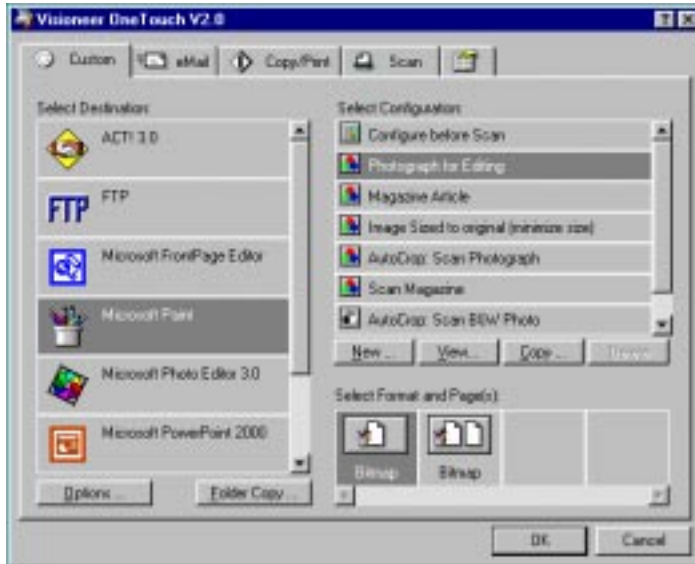 Visioneer OneTouch V2.0
Custom
eMail
Copy/Print
Scan
Select Destination:
ACT! 3.0
FTP
FTP
Microsoft FrontPage Editor
Microsoft Paint
Microsoft Photo Editor 3.0
Microsoft PowerPoint 2000
Options ...
Folder Copy ...
Select Configuration:
Configure before Scan
Photograph for Editing
Magazine Article
Image Sized to original (minimize size)
AutoCrop: Scan Photograph
Scan Magazine
AutoCrop: Scan B&W Photo
New ...
View...
Copy ...
Select Format and Page(s):
Bitmap
Bitmap
OK
Cancel